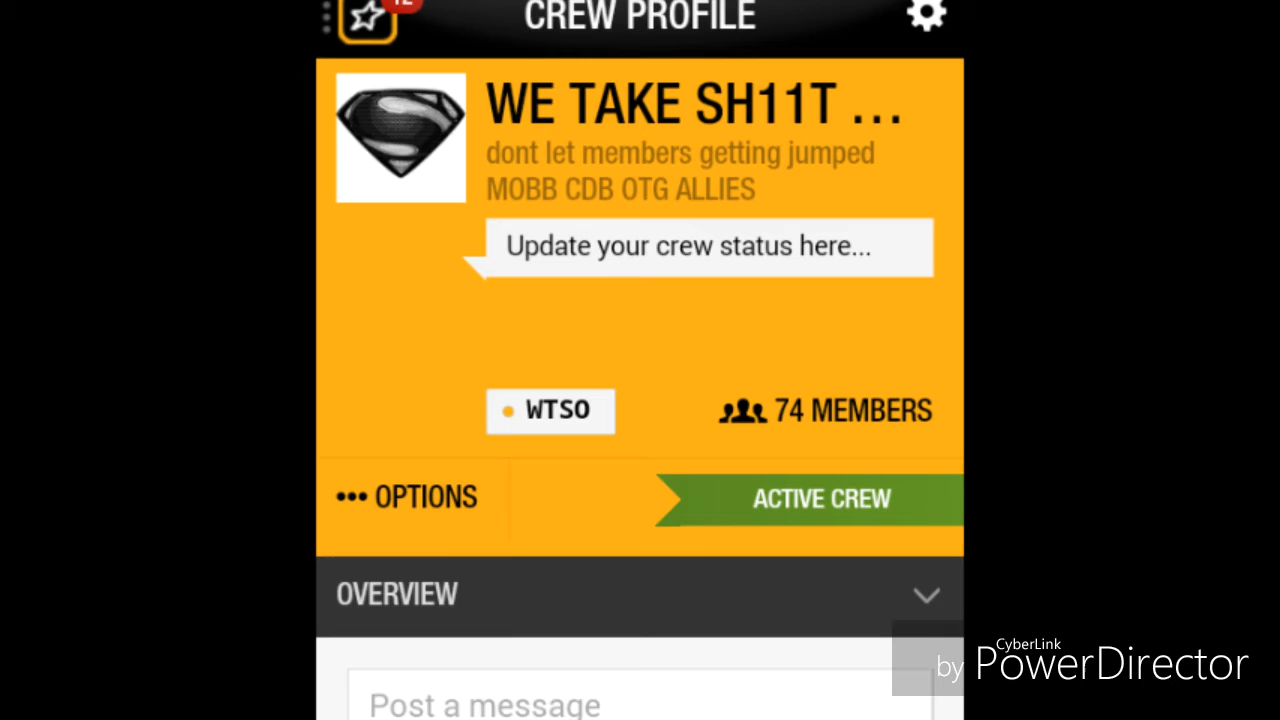 12
CREW PROFILE
WE TAKE SH11T ...
dont let members getting jumped
MOBB CDB OTG ALLIES
Update your crew status here...
WTSO
74 MEMBERS
OPTIONS
ACTIVE CREW
OVERVIEW
Post a message
CyberLink
by PowerDirector